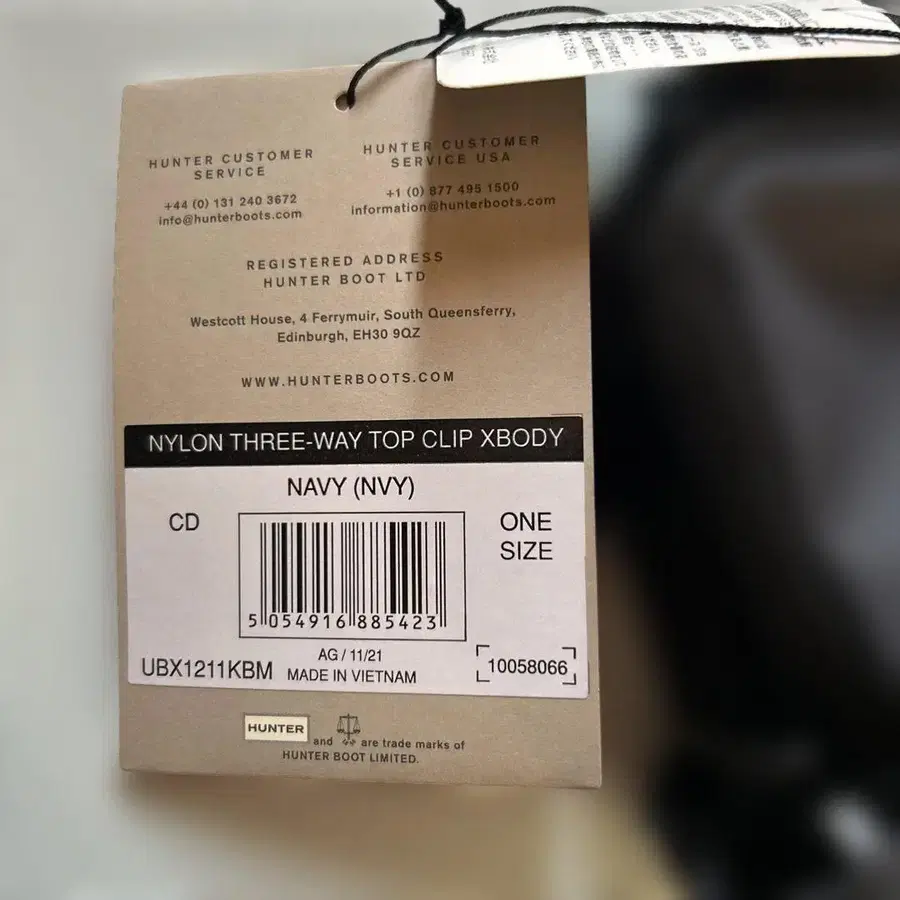 HUNTER CUSTOMER
SERVICE
+44 (0) 131 240 3672
info@hunterboots.com
HUNTER CUSTOMER
SERVICE USA
+1 (0) 877 495 1500
information@hunterboots.com
REGISTERED ADDRESS
HUNTER BOOT LTD
Westcott House, 4 Ferrymuir, South Queensferry,
Edinburgh, EH30 9QZ
WWW.HUNTERBOOTS.COM
NYLON THREE-WAY TOP CLIP XBODY
NAVY (NVY)
CD
ONE
SIZE
5 054916 885423
UBX1211KBM
AG / 11/21
MADE IN VIETNAM
10058066
HUNTER and are trade marks of
HUNTER BOOT LIMITED.